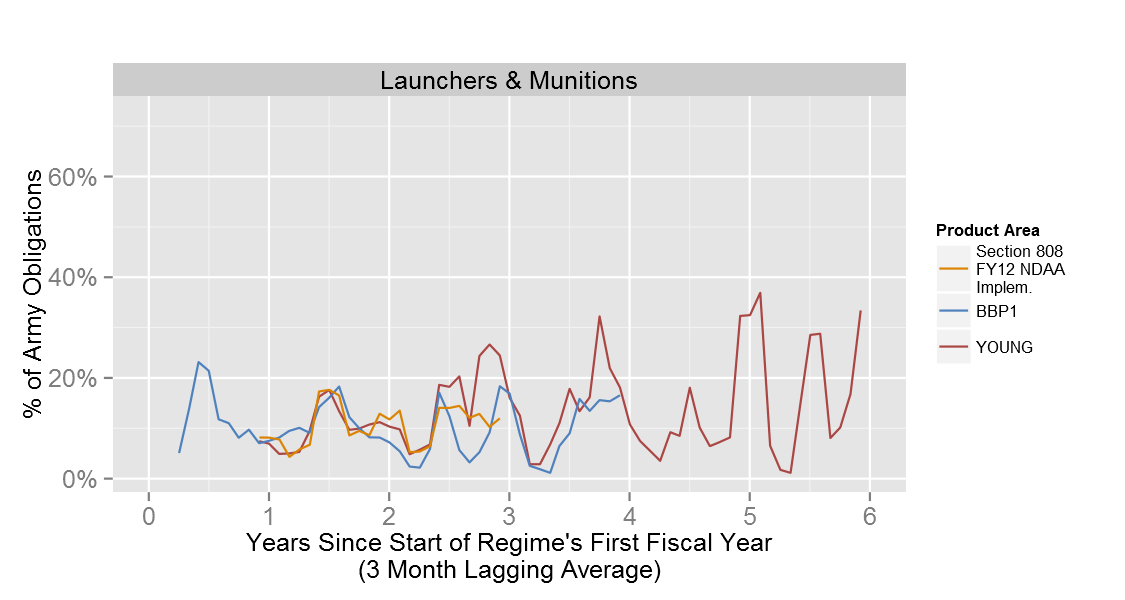 Launchers & Munitions
% of Army Obligations
60%
40%
20%
0%
0 1 2 3 4 5 6
Years Since Start of Regime's First Fiscal Year
(3 Month Lagging Average)
Product Area
Section 808
FY12 NDAA
Implem.
BBP1
YOUNG